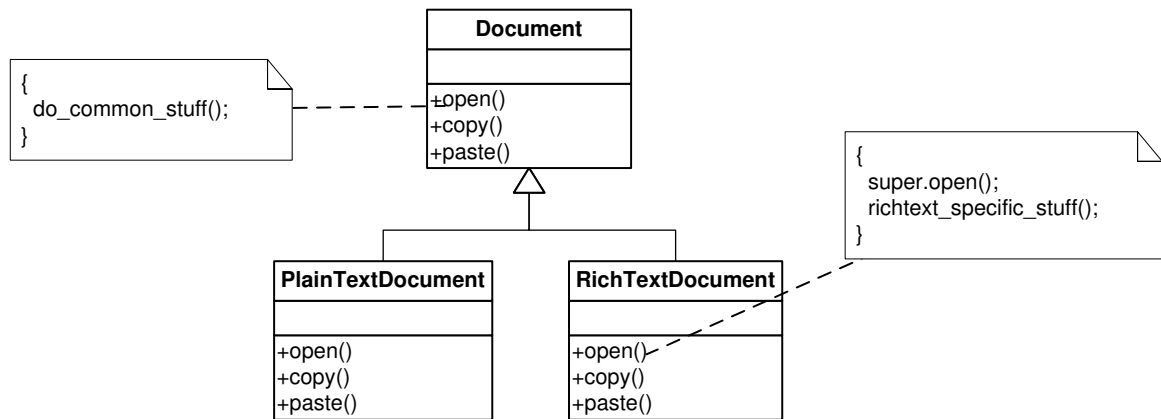 Document
+open()
+copy()
+paste()
{
do_common_stuff();
}
{
super.open();
richtext_specific_stuff();
}
PlainTextDocument
+open()
+copy()
+paste()
RichTextDocument
+open()
+copy()
+paste()